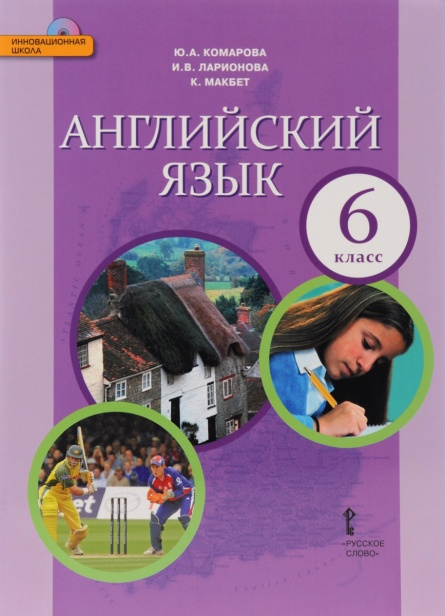 ИННОВАЦИОННАЯ
ШКОЛА
Ю.А. КОМАРОВА
И.В. ЛАРИОНОВА
К. МАКБЕТ
АНГЛИЙСКИЙ
ЯЗЫК
6
класс
«РУССКОЕ
СЛОВО»